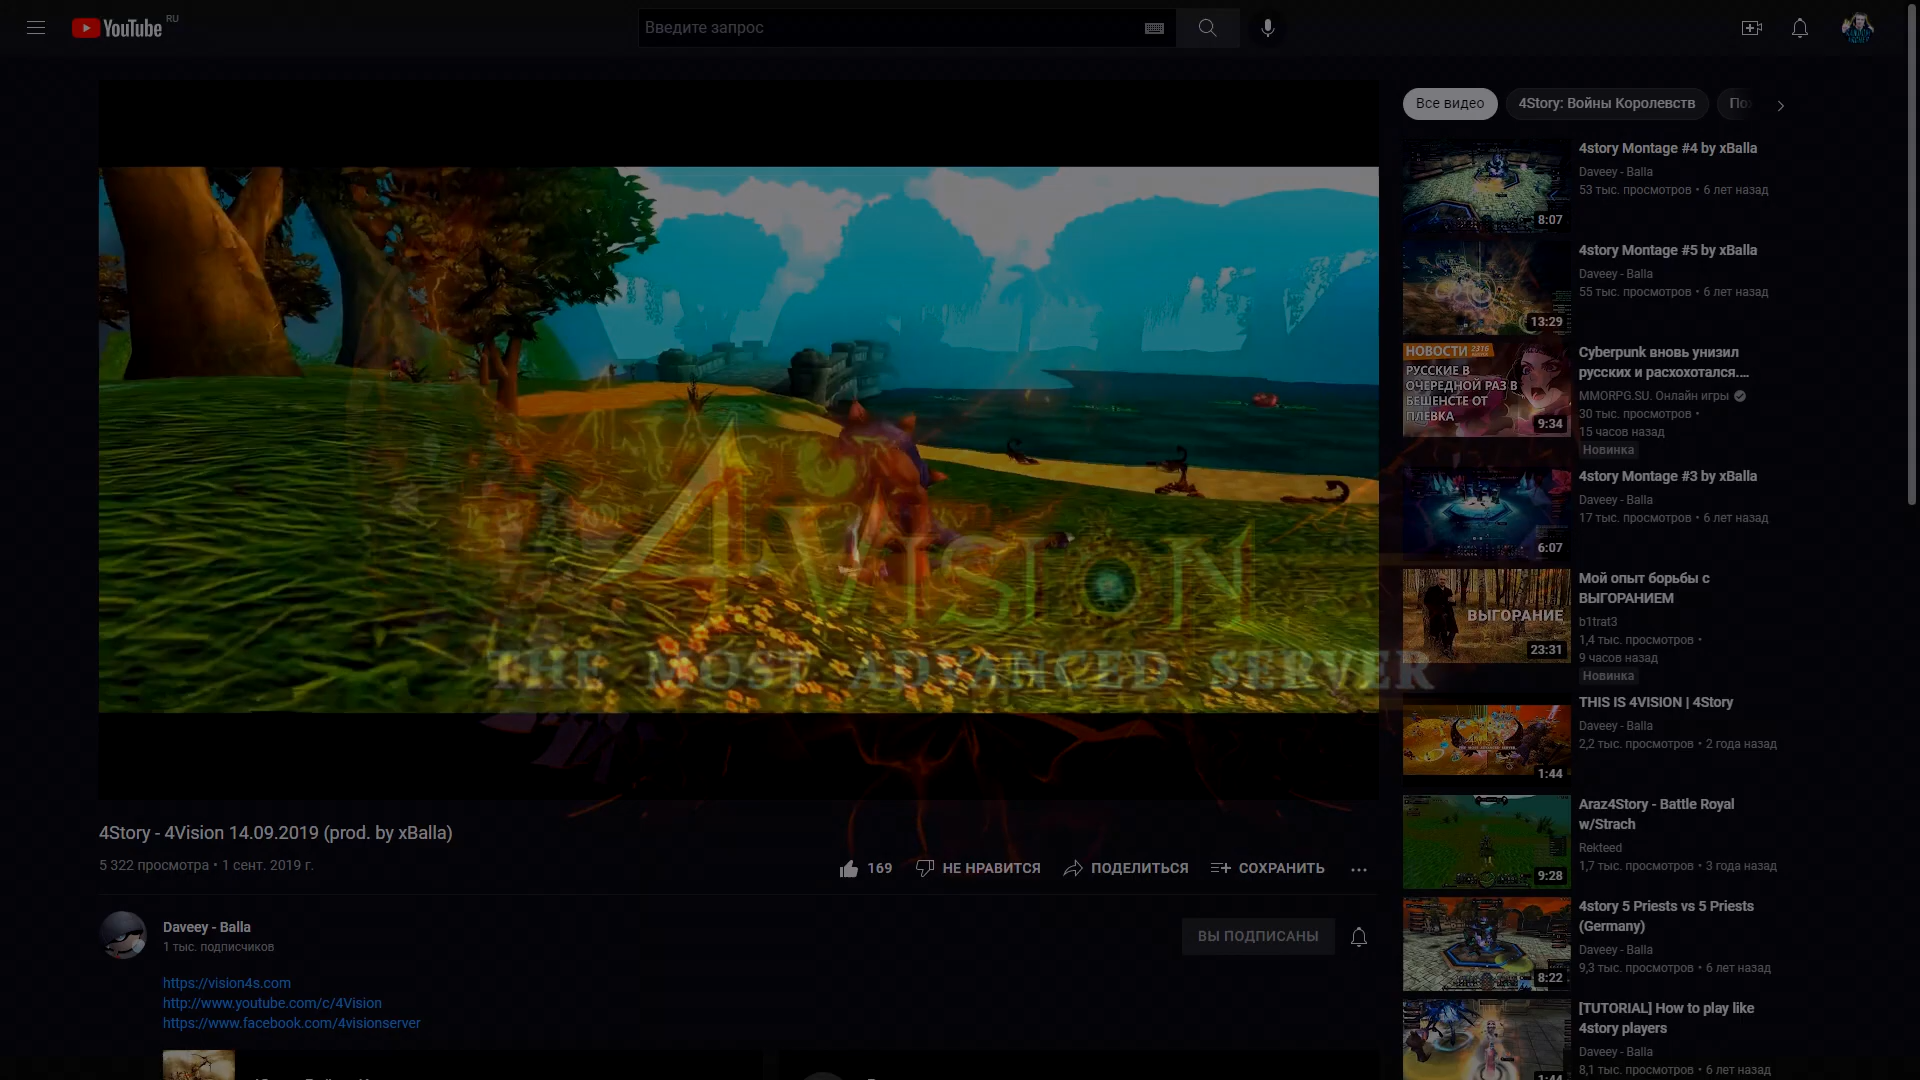 YouTube RU
Введите запрос
4VISION
THE MOST ADVANCED SERVER
4Story - 4Vision 14.09.2019 (prod. by xBalla)
5 322 просмотра • 1 сент. 2019 г.
169 НЕ НРАВИТСЯ ПОДЕЛИТЬСЯ СОХРАНИТЬ
Daveey - Balla
1 тыс. подписчиков
ВЫ ПОДПИСАНЫ
https://vision4s.com
http://www.youtube.com/c/4Vision
https://www.facebook.com/4visionserver
Все видео 4Story: Войны Королевств
4story Montage #4 by xBalla
Daveey - Balla
53 тыс. просмотров • 6 лет назад
8:07
4story Montage #5 by xBalla
Daveey - Balla
55 тыс. просмотров • 6 лет назад
13:29
НОВОСТИ 2316
РУССКИЕ В
ОЧЕРЕДНОЙ РАЗ В
БЕШЕНСТЕ ОТ
ПЛЕВКА
9:34
Cyberpunk вновь унизил
русских и расхохотался....
MMORPG.SU. Онлайн игры
30 тыс. просмотров •
15 часов назад
Новинка
4story Montage #3 by xBalla
Daveey - Balla
17 тыс. просмотров • 6 лет назад
6:07
ВЫГОРАНИЕ
23:31
Мой опыт борьбы с
ВЫГОРАНИЕМ
b1trat3
1,4 тыс. просмотров •
9 часов назад
Новинка
THIS IS 4VISION | 4Story
Daveey - Balla
2,2 тыс. просмотров • 2 года назад
1:44
Araz4Story - Battle Royal
w/Strach
Rekteed
1,7 тыс. просмотров • 3 года назад
9:28
4story 5 Priests vs 5 Priests
(Germany)
Daveey - Balla
9,3 тыс. просмотров • 6 лет назад
8:22
[TUTORIAL] How to play like
4story players
Daveey - Balla
8,1 тыс. просмотров • 6 лет назад
1:44